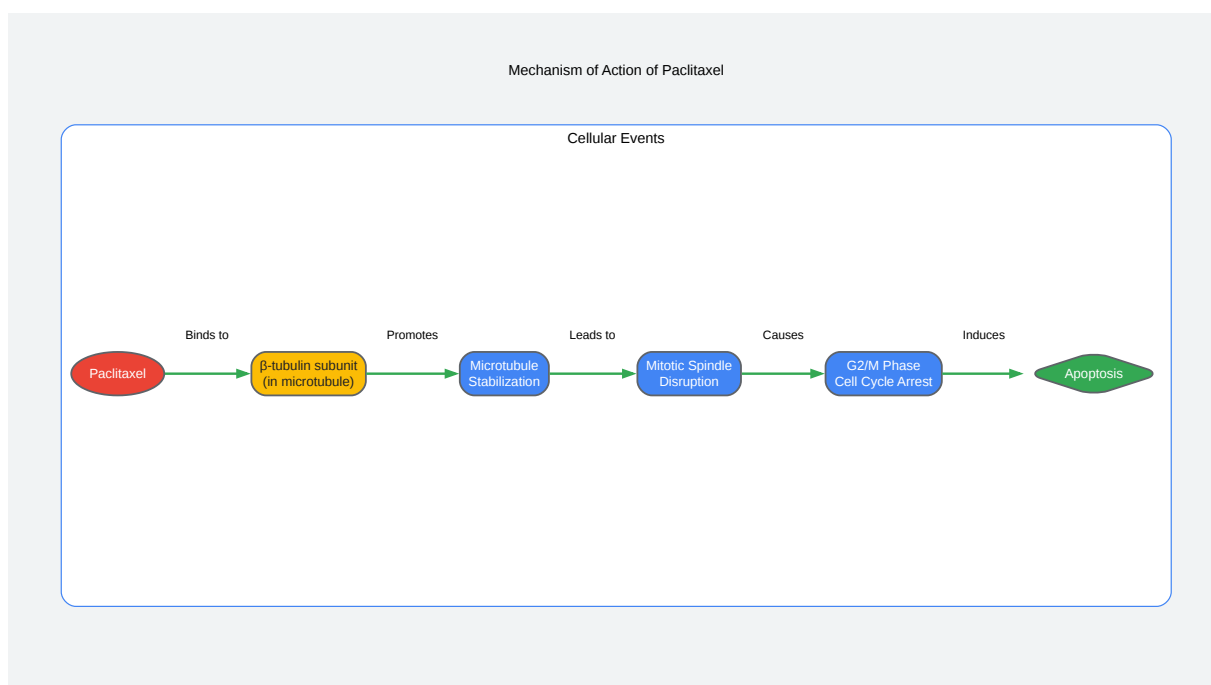 Mechanism of Action of Paclitaxel
Cellular Events
Binds to
Promotes
Leads to
Causes
Induces
Paclitaxel
β-tubulin subunit
(in microtubule)
Microtubule
Stabilization
Mitotic Spindle
Disruption
G2/M Phase
Cell Cycle Arrest
Apoptosis